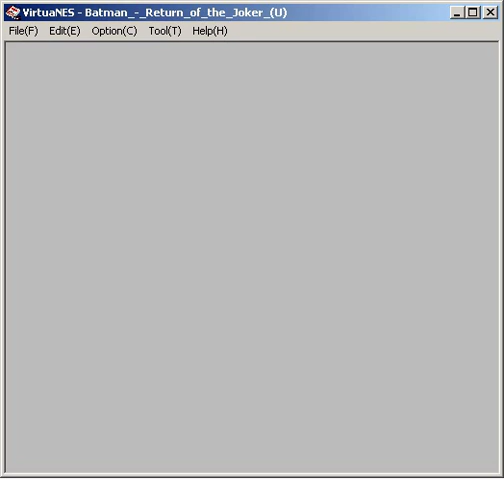 VirtuaNES - Batman_-_Return_of_the_Joker_(U)
File(F) Edit(E) Option(C) Tool(T) Help(H)